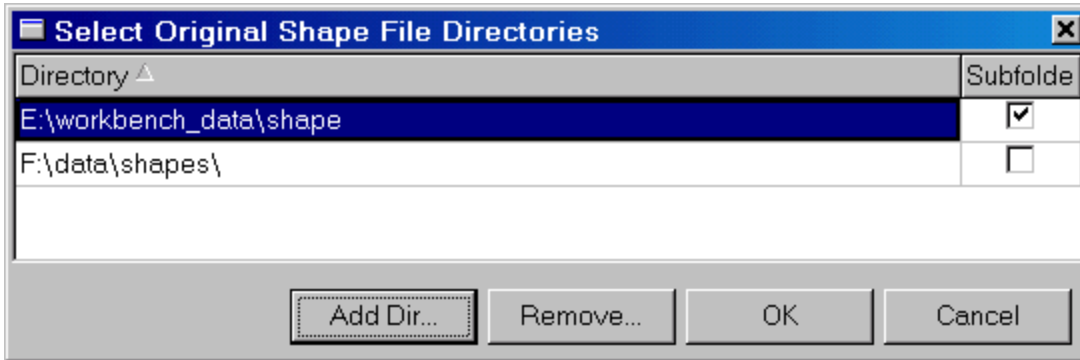 Select Original Shape File Directories
Directory Subfolde
E:\workbench_data\shape
F:\data\shapes\
Add Dir... Remove... OK Cancel